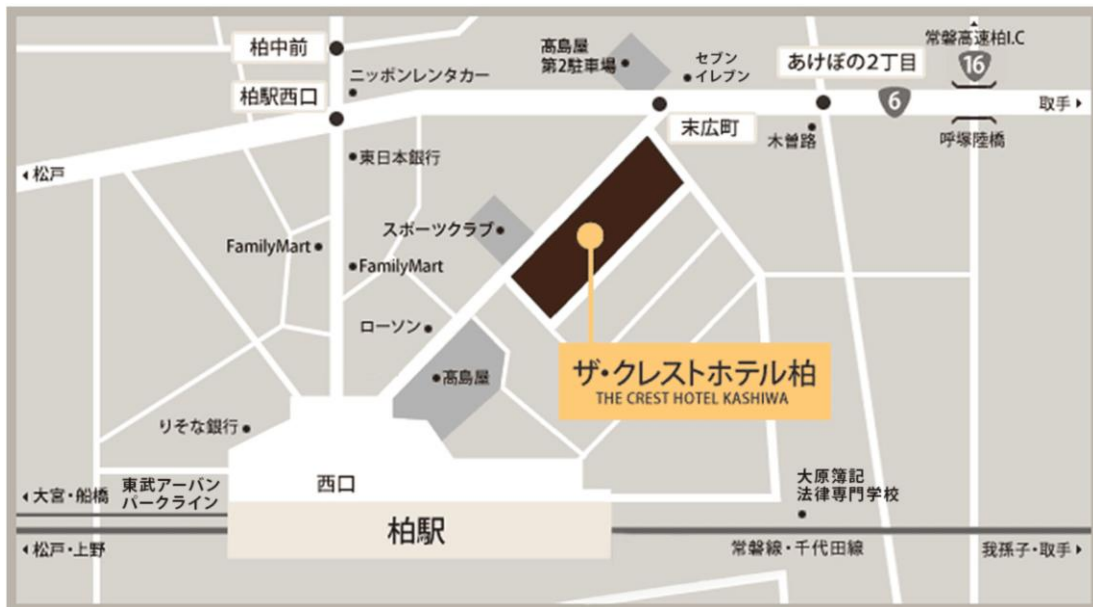 柏中前
柏駅西口
ニッポンレンタカー
髙島屋
第2駐車場
セブン
イレブン
あけぼの2丁目
常磐高速柏I.C
16
6
取手
末広町
木曽路
呼塚陸橋
松戸
東日本銀行
スポーツクラブ
FamilyMart
FamilyMart
ローソン
髙島屋
ザ・クレストホテル柏
THE CREST HOTEL KASHIWA
りそな銀行
大宮・船橋
東武アーバン
パークライン
西口
柏駅
大原簿記
法律専門学校
松戸・上野
常磐線・千代田線
我孫子・取手